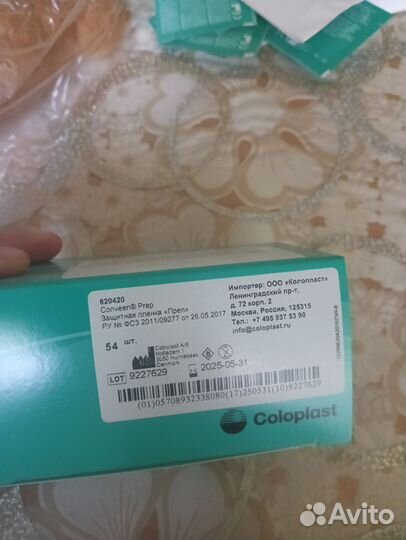 620420
Conveen® Prep
Защитная пленка «Преп»
РУ № ФСЗ 2011/09277 от 26.05.2017
54 шт.
Coloplast A/S
Holtedam 1
3050 Humlebaek
Denmark
LOT 9227629
2025-05-31
Импортер: ООО «Колопласт»
Ленинградский пр-т.
д. 72 корп. 2
Москва, Россия, 125315
Тел.: +7 495 937 53 90
info@coloplast.ru
(01)05708932338080(17)250531(10)9227629
Coloplast
Avito